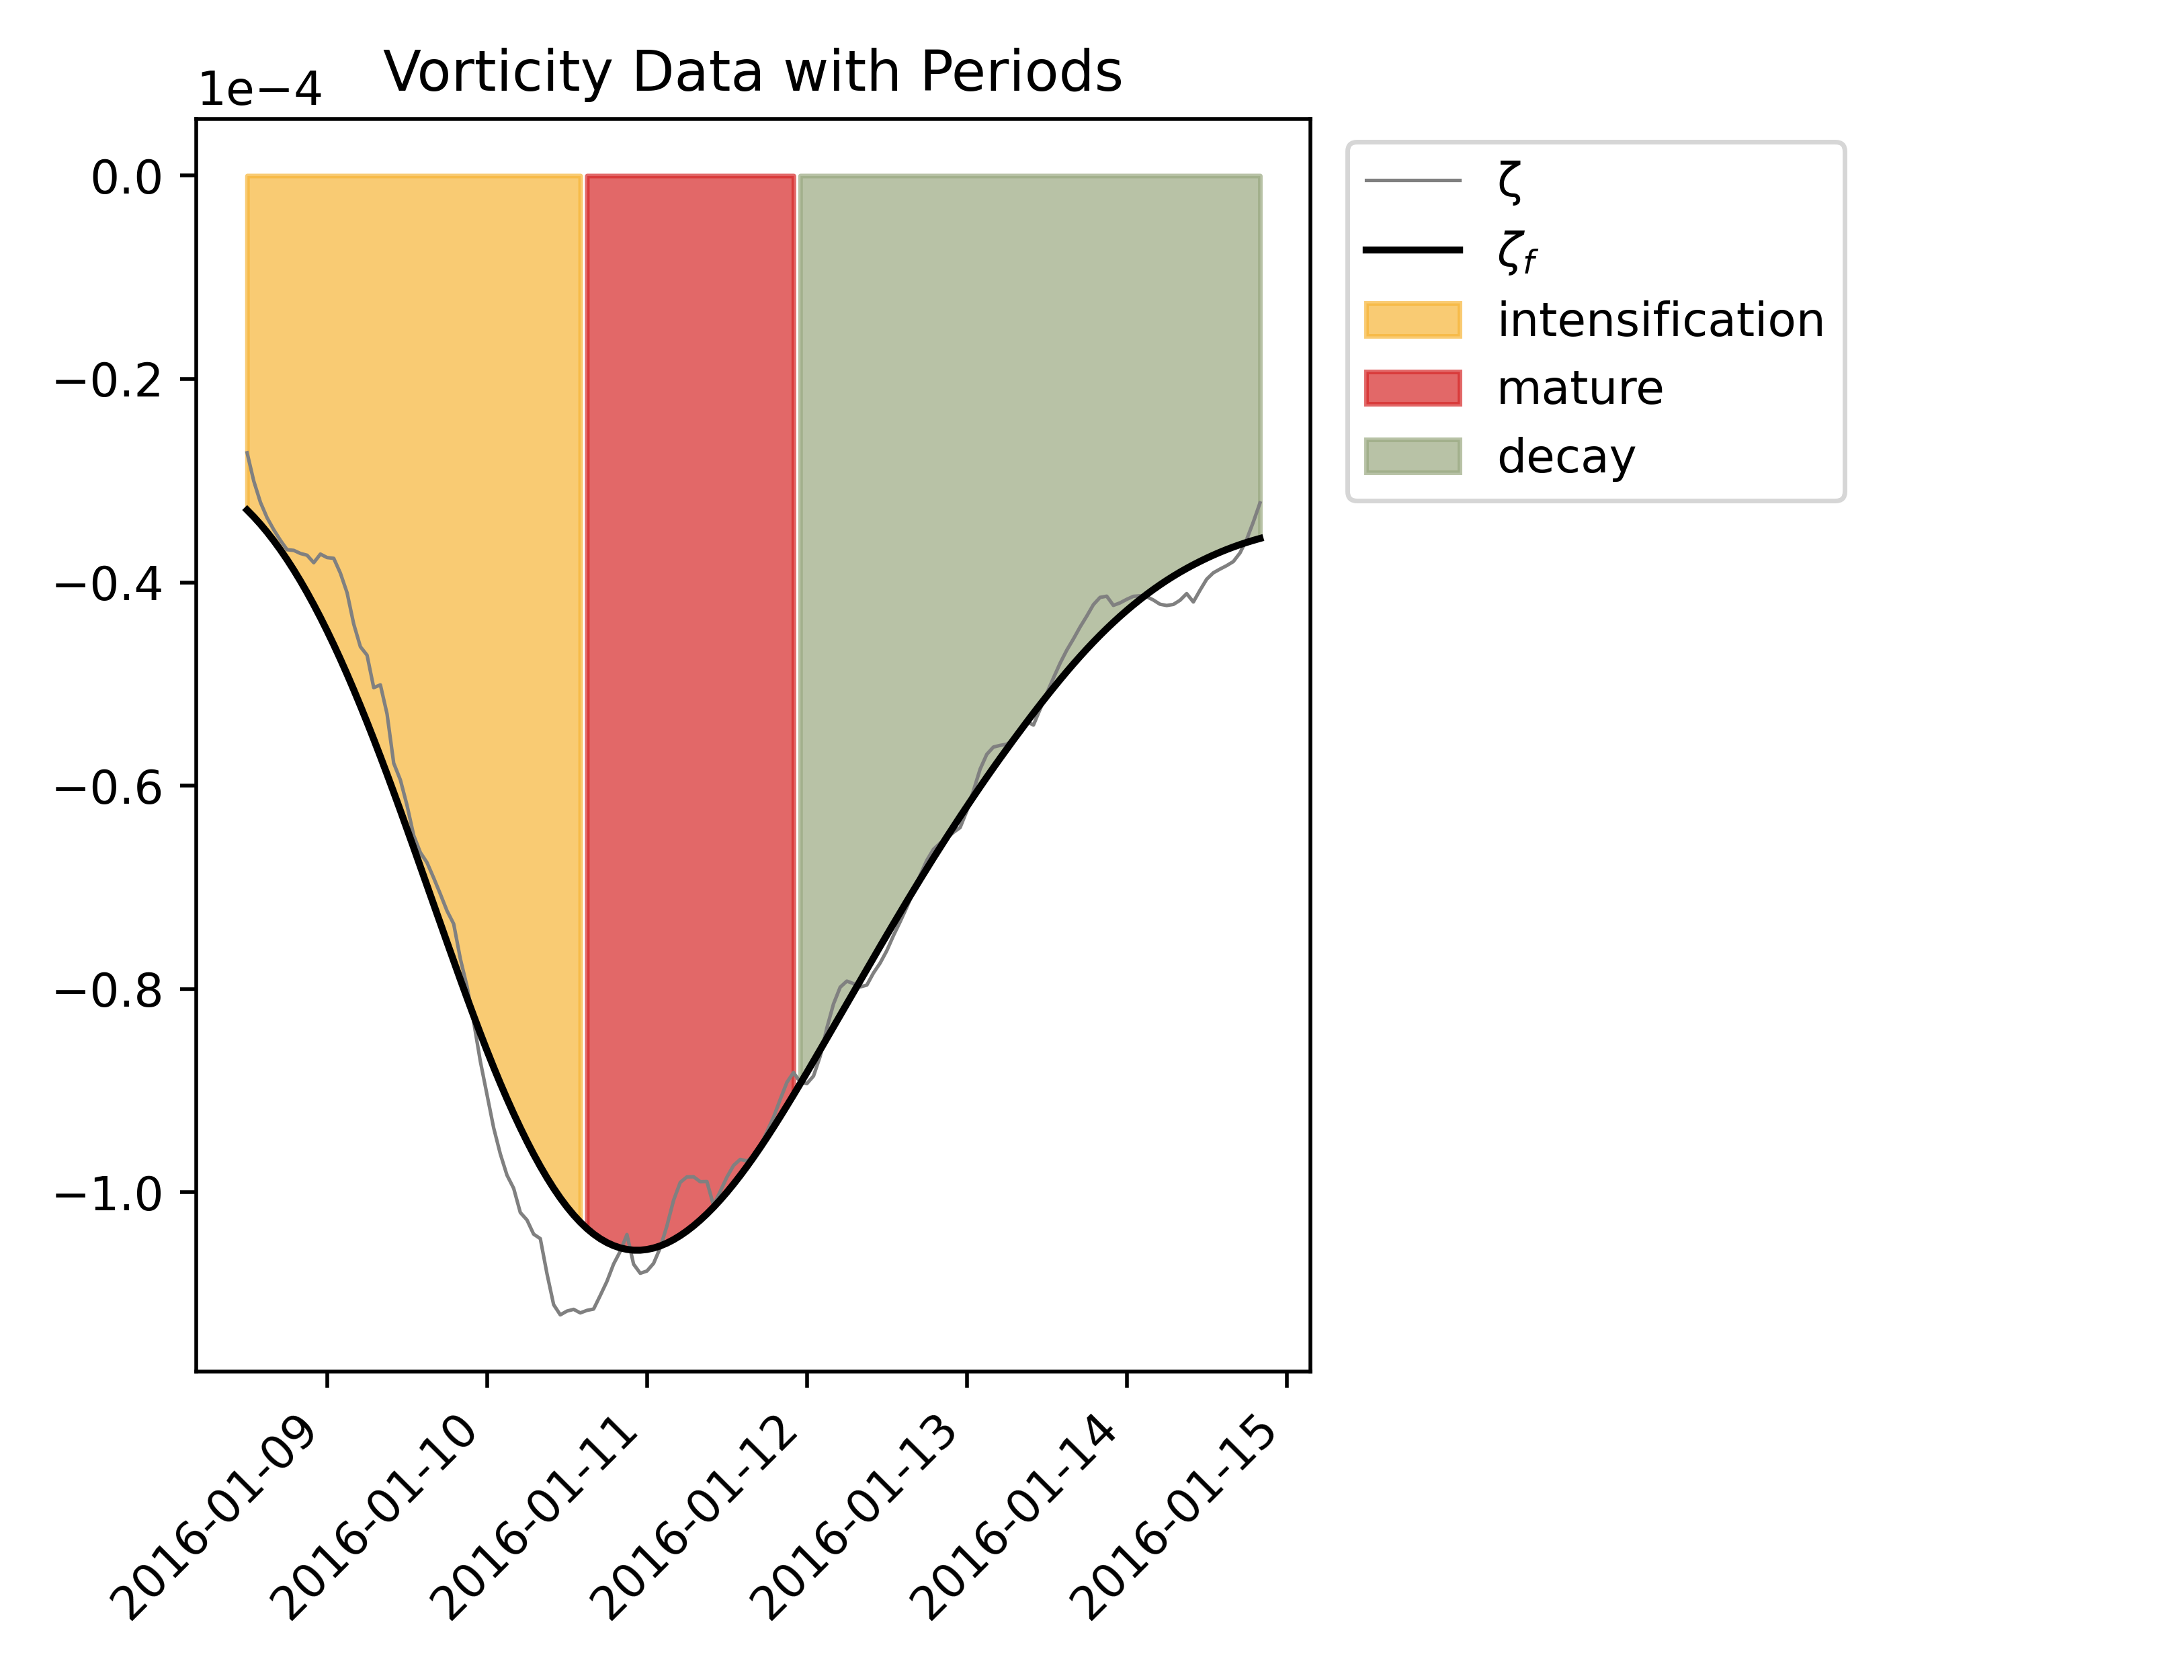 Vorticity Data with Periods
1e−4
0.0
−0.2
−0.4
−0.6
−0.8
−1.0
2016-01-09
2016-01-10
2016-01-11
2016-01-12
2016-01-13
2016-01-14
2016-01-15
ζ
ζf
intensification
mature
decay